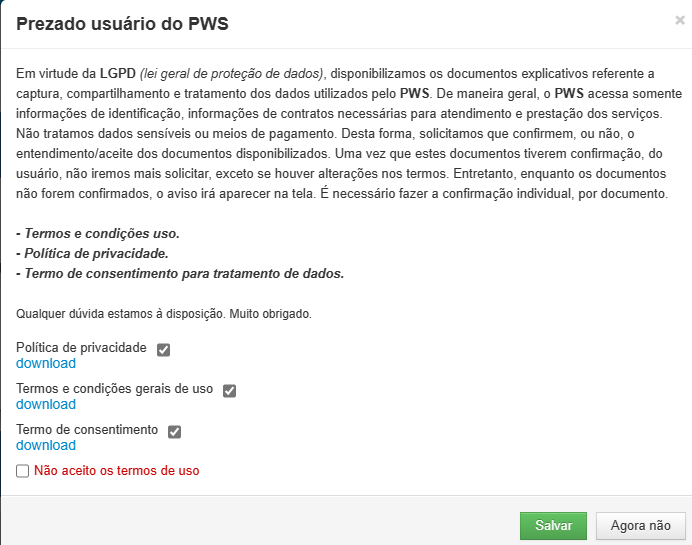 Prezado usuário do PWS
×
Em virtude da LGPD (lei geral de proteção de dados), disponibilizamos os documentos explicativos referente a
captura, compartilhamento e tratamento dos dados utilizados pelo PWS. De maneira geral, o PWS acessa somente
informações de identificação, informações de contratos necessárias para atendimento e prestação dos serviços.
Não tratamos dados sensíveis ou meios de pagamento. Desta forma, solicitamos que confirmem, ou não, o
entendimento/aceite dos documentos disponibilizados. Uma vez que estes documentos tiverem confirmação, do
usuário, não iremos mais solicitar, exceto se houver alterações nos termos. Entretanto, enquanto os documentos
não forem confirmados, o aviso irá aparecer na tela. É necessário fazer a confirmação individual, por documento.
- Termos e condições uso.
- Política de privacidade.
- Termo de consentimento para tratamento de dados.
Qualquer dúvida estamos à disposição. Muito obrigado.
Política de privacidade
download
Termos e condições gerais de uso
download
Termo de consentimento
download
Não aceito os termos de uso
Salvar
Agora não